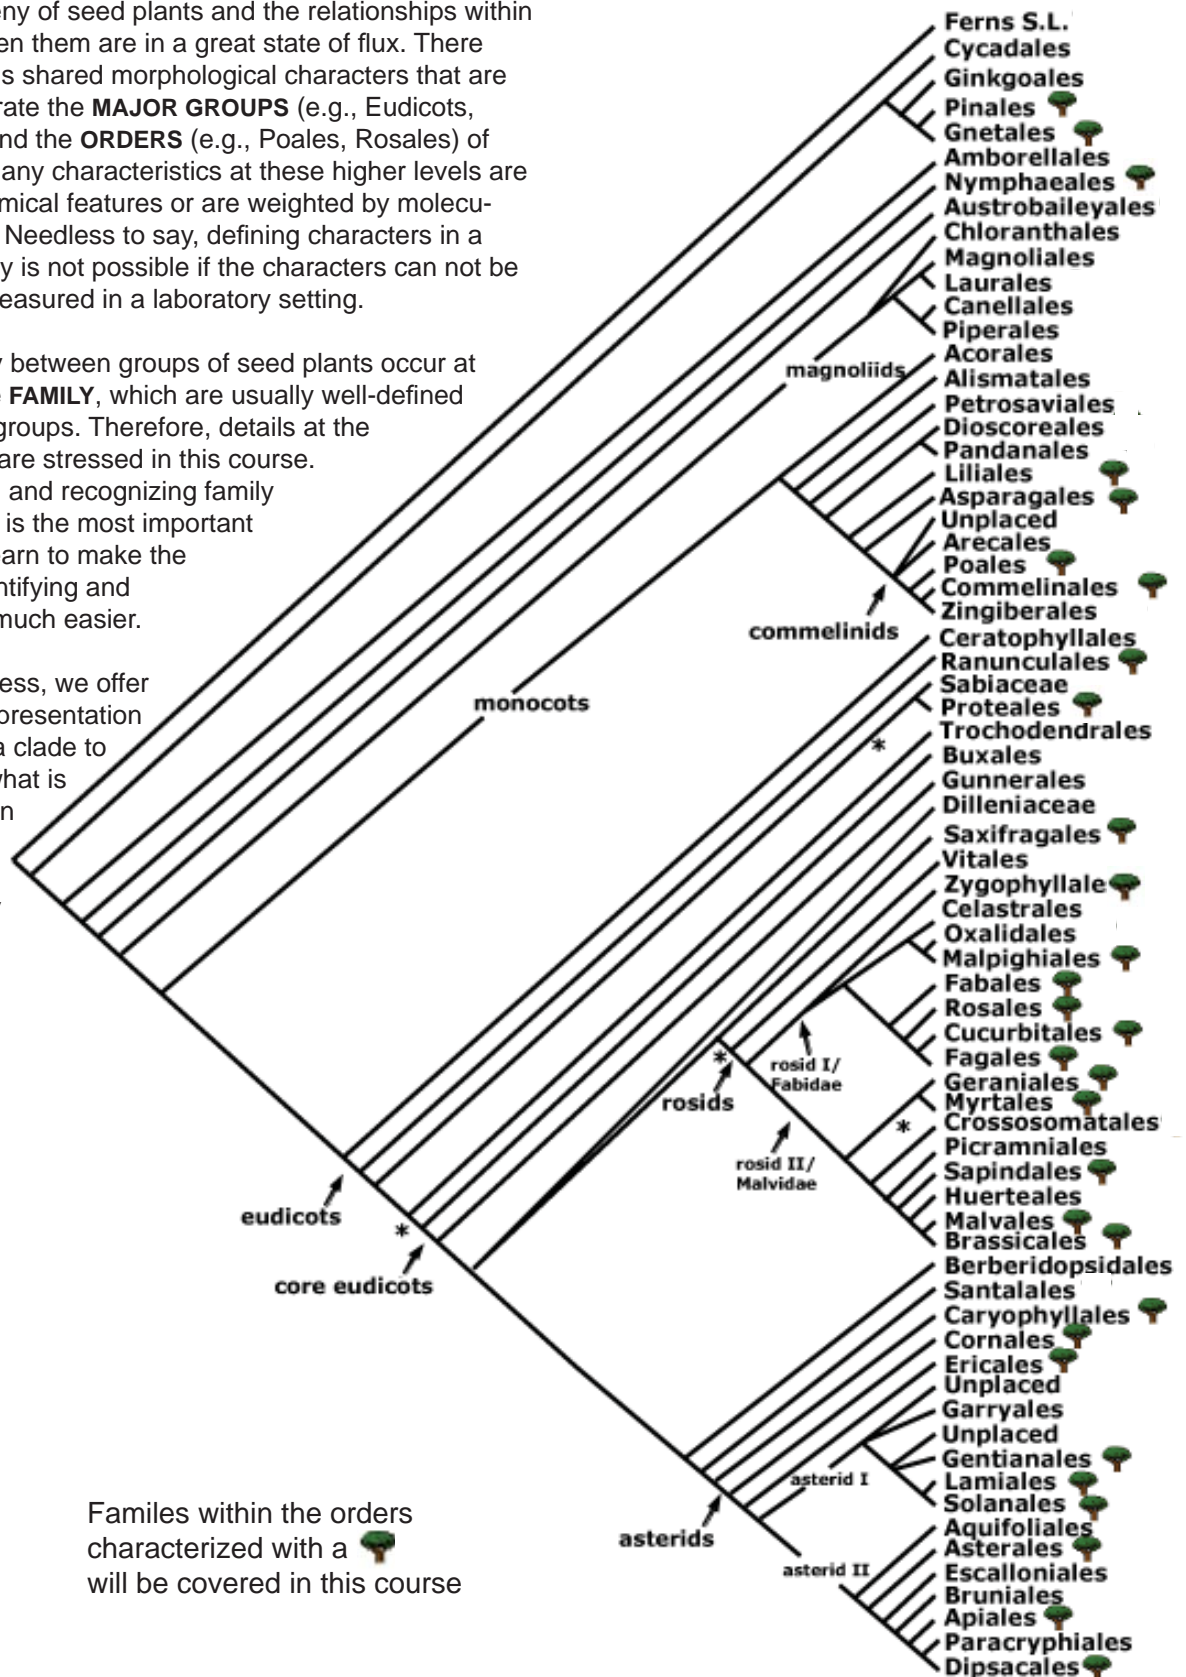 eny of seed plants and the relationships within
en them are in a great state of flux. There
s shared morphological characters that are
rate the MAJOR GROUPS (e.g., Eudicots,
nd the ORDERS (e.g., Poales, Rosales) of
any characteristics at these higher levels are
mical features or are weighted by molecu-
Needless to say, defining characters in a
y is not possible if the characters can not be
easured in a laboratory setting.
y between groups of seed plants occur at
e FAMILY, which are usually well-defined
groups. Therefore, details at the
are stressed in this course.
and recognizing family
is the most important
earn to make the
ntifying and
much easier.
ess, we offer
presentation
a clade to
what is
n
Ferns S.L.
Cycadales
Ginkgoales
Pinales
Gnetales
Amborellales
Nymphaeales
Austrobaileyales
Chloranthales
Magnoliales
Laurales
Canellales
Piperales
magnoliids
Acorales
Alismatales
Petrosaviales
Dioscoreales
Pandanales
Liliales
Asparagales
Unplaced
Arecales
Poales
Commelinales
Zingiberales
commelinids
monocots
Ceratophyllales
Ranunculales
Sabiaceae
Proteales
Trochodendrales
*
Buxales
Gunnerales
Dilleniaceae
Saxifragales
Vitales
Zygophyllale
Celastrales
Oxalidales
Malpighiales
Fabales
Rosales
Cucurbitales
Fagales
*
rosids
rosid I/
Fabidae
Geraniales
Myrtales
Crossosomatales
*
Picramniales
Sapindales
Huerteales
Malvales
Brassicales
rosid II/
Malvidae
eudicots
*
core eudicots
Berberidopsidales
Santalales
Caryophyllales
Cornales
Ericales
Unplaced
Garryales
Unplaced
Gentianales
Lamiales
Solanales
asterid I
asterids
Aquifoliales
Asterales
Escalloniales
Bruniales
Apiales
Paracryphiales
Dipsacales
asterid II
Familes within the orders
characterized with a
will be covered in this course